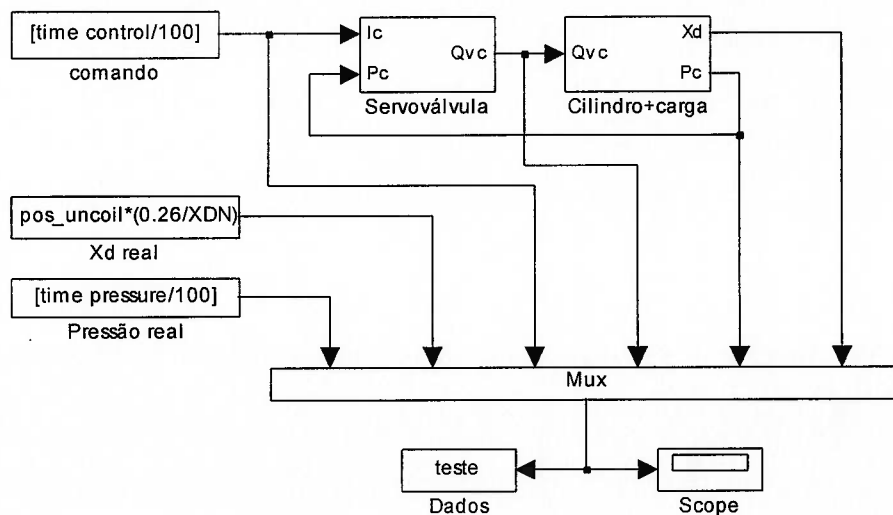 [time control/100]
comando
Ic
Pc
Qvc
Servoválvula
Qvc
Xd
Pc
Cilindro+carga
pos_uncoil*(0.26/XDN)
Xd real
[time pressure/100]
Pressão real
Mux
teste
Dados
Scope